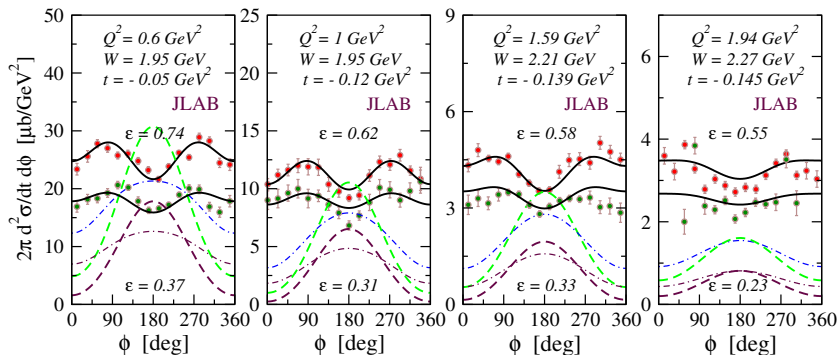 2π d²σ/dt dφ [μb/GeV²]
50
40
30
20
10
0
Q² = 0.6 GeV²
W = 1.95 GeV
t = - 0.05 GeV²
JLAB
ε = 0.74
ε = 0.37
0 90 180 270 360
φ [deg]
25
20
15
10
5
0
Q² = 1 GeV²
W = 1.95 GeV
t = - 0.12 GeV²
JLAB
ε = 0.62
ε = 0.31
0 90 180 270 360
φ [deg]
9
6
3
0
Q² = 1.59 GeV²
W = 2.21 GeV
t = - 0.139 GeV²
JLAB
ε = 0.58
ε = 0.33
0 90 180 270 360
φ [deg]
6
4
2
0
Q² = 1.94 GeV²
W = 2.27 GeV
t = - 0.145 GeV²
JLAB
ε = 0.55
ε = 0.23
0 90 180 270 360
φ [deg]